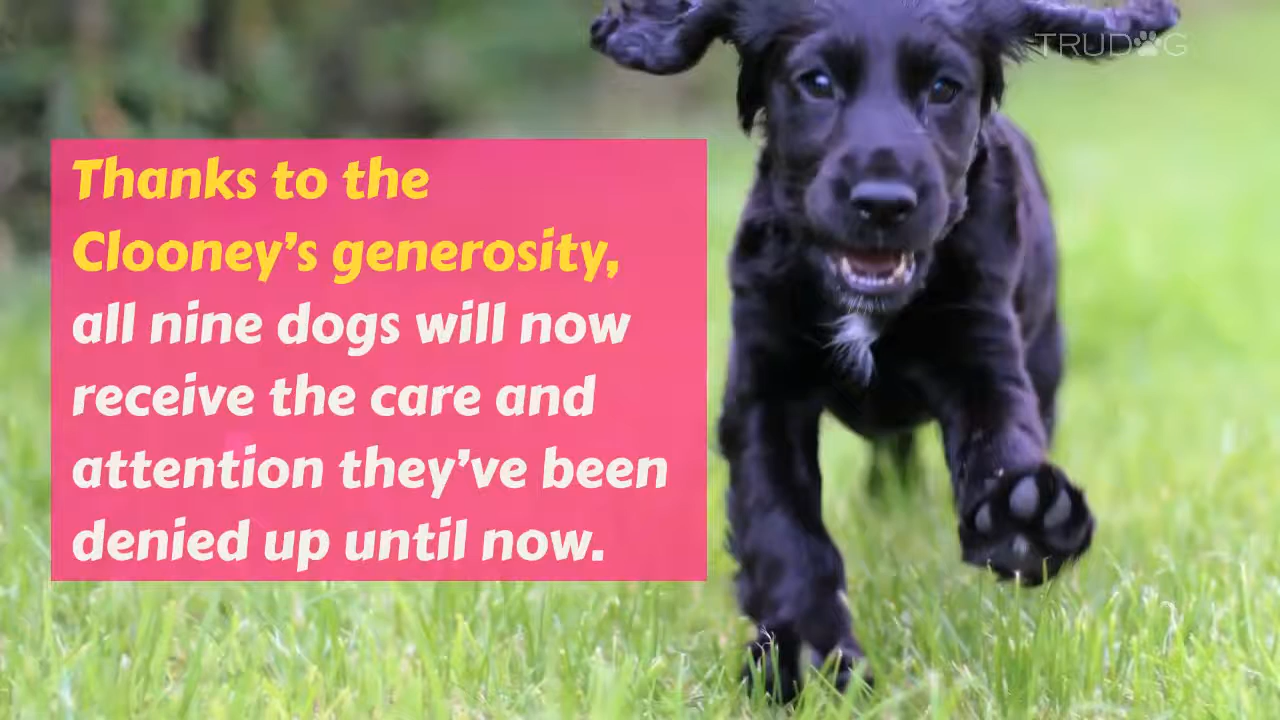 TRUDOG
Thanks to the
Clooney’s generosity,
all nine dogs will now
receive the care and
attention they’ve been
denied up until now.